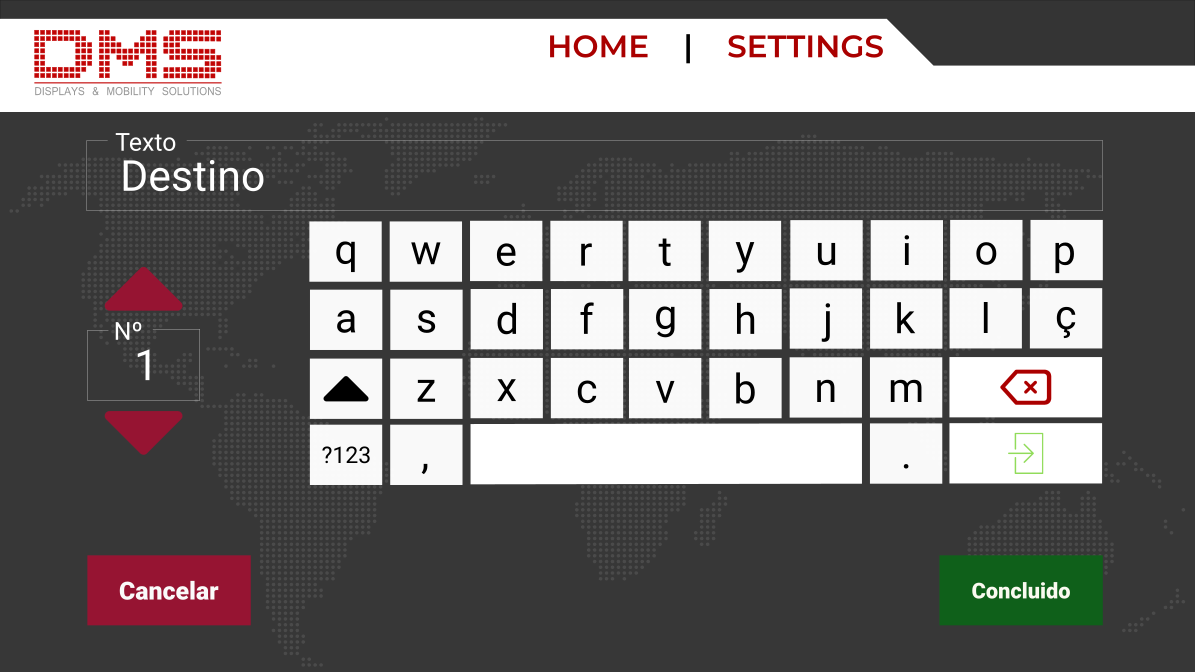 DMS
DISPLAYS & MOBILITY SOLUTIONS
HOME | SETTINGS
Texto
Destino
q w e r t y u i o p
a s d f g h j k l ç
z x c v b n m
?123 , .
Nº
1
Cancelar
Concluido